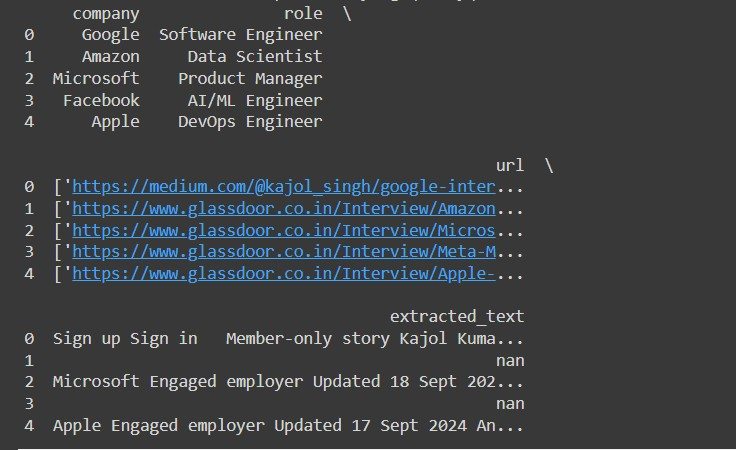 company role \
0 Google Software Engineer
1 Amazon Data Scientist
2 Microsoft Product Manager
3 Facebook AI/ML Engineer
4 Apple DevOps Engineer
url \
0 ['https://medium.com/@kajol_singh/google-inter...
1 ['https://www.glassdoor.co.in/Interview/Amazon...
2 ['https://www.glassdoor.co.in/Interview/Micros...
3 ['https://www.glassdoor.co.in/Interview/Meta-M...
4 ['https://www.glassdoor.co.in/Interview/Apple-...
extracted_text
0 Sign up Sign in Member-only story Kajol Kuma...
1 nan
2 Microsoft Engaged employer Updated 18 Sept 202...
3 nan
4 Apple Engaged employer Updated 17 Sept 2024 An...